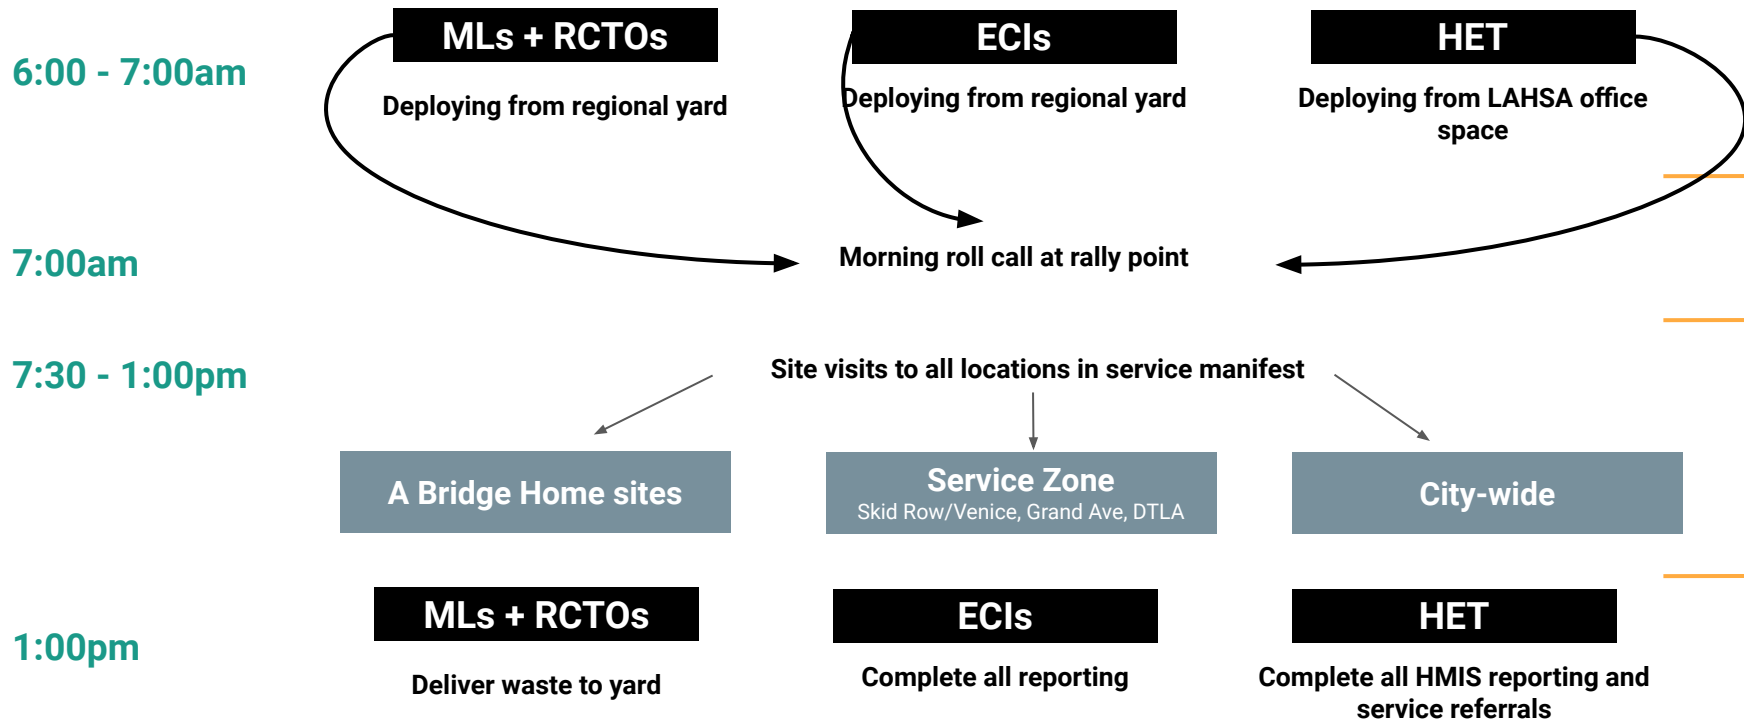 MLs + RCTOs
ECIs
HET
6:00 - 7:00am
Deploying from regional yard
Deploying from regional yard
Deploying from LAHSA office
space
7:00am
Morning roll call at rally point
7:30 - 1:00pm
Site visits to all locations in service manifest
A Bridge Home sites
Service Zone
Skid Row/Venice, Grand Ave, DTLA
City-wide
MLs + RCTOs
ECIs
HET
1:00pm
Deliver waste to yard
Complete all reporting
Complete all HMIS reporting and
service referrals